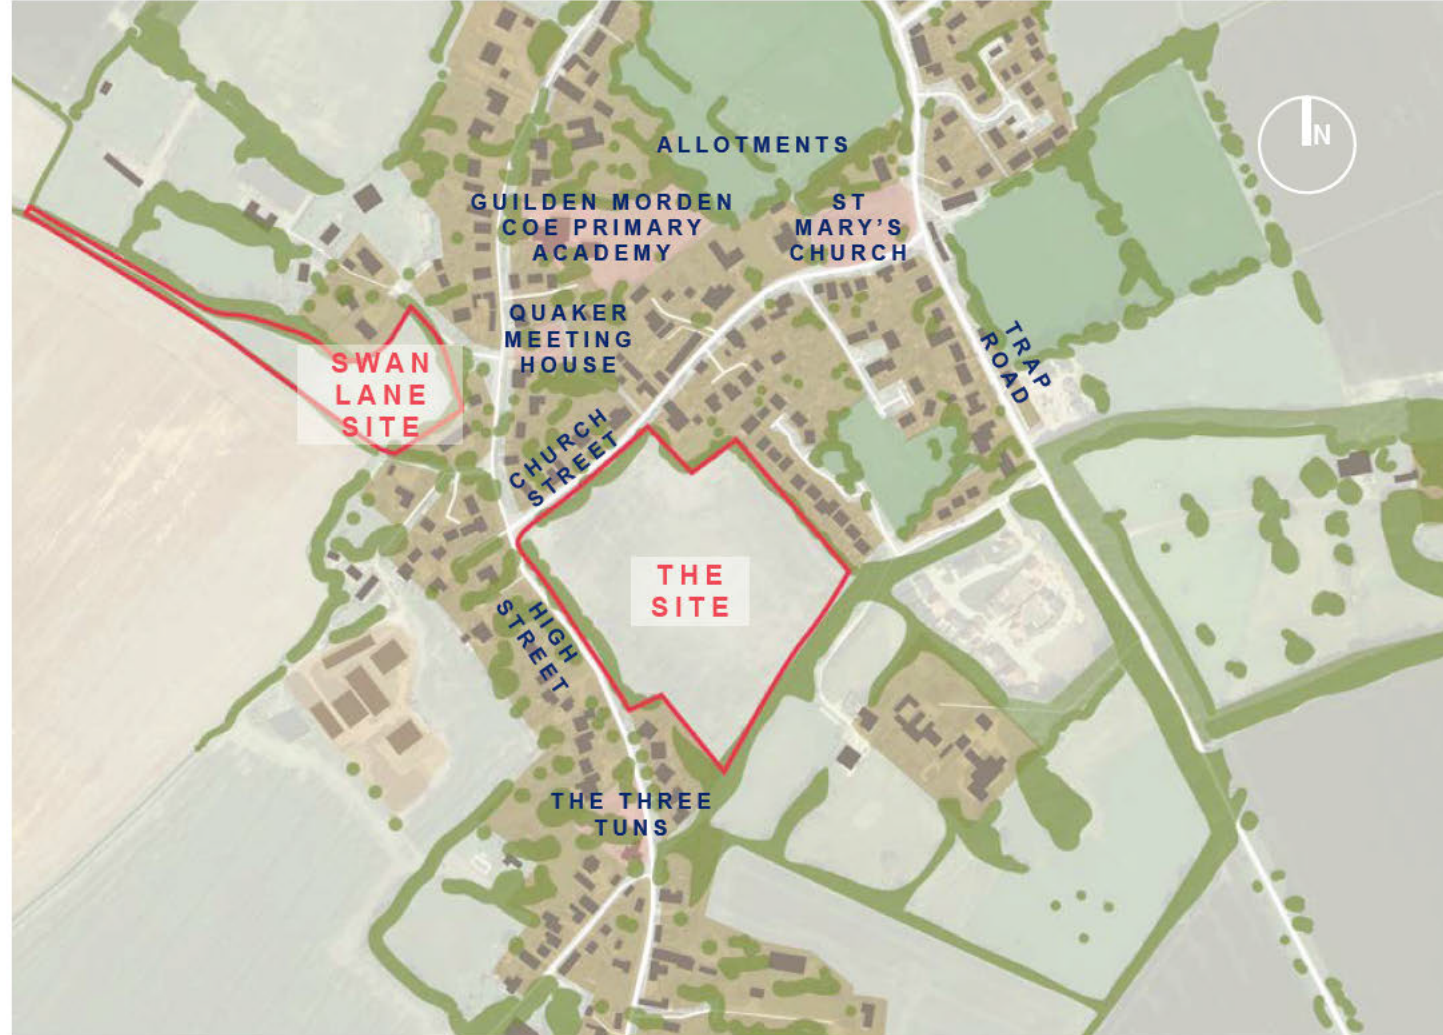 ALLOTMENTS
GUILDEN MORDEN
COE PRIMARY
ACADEMY
ST
MARY'S
CHURCH
N
QUAKER
MEETING
HOUSE
TRAP
ROAD
SWAN
LANE
SITE
CHURCH
STREET
THE
SITE
HIGH
STREET
THE THREE
TUNS